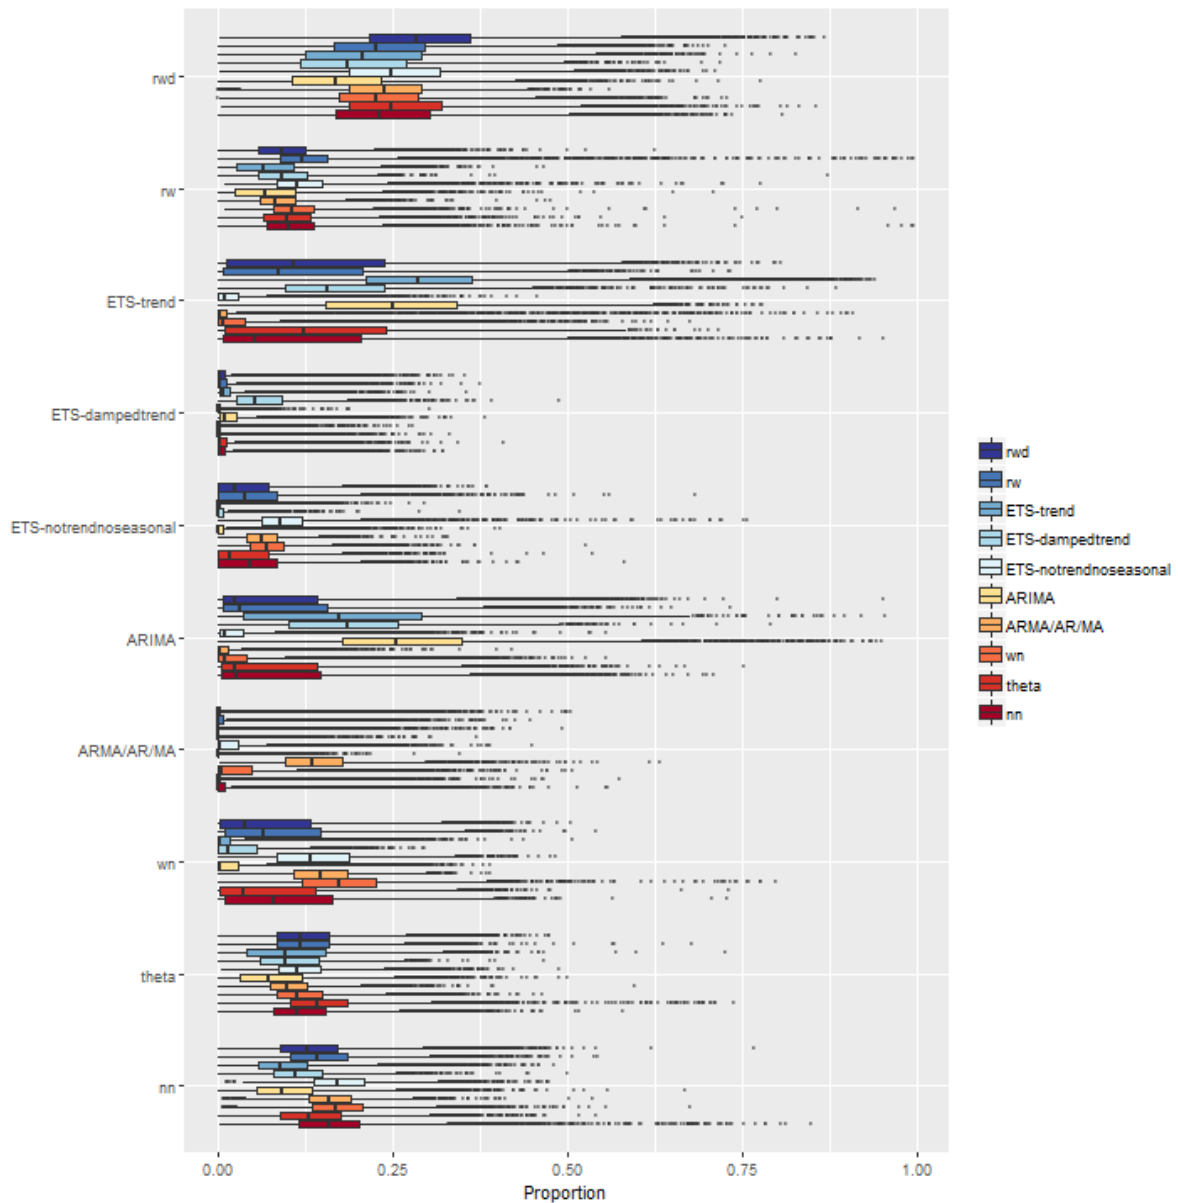 rwd
rw
ETS-trend
ETS-dampedtrend
ETS-notrendnoseasonal
ARIMA
ARMA/AR/MA
wn
theta
nn
0.00
0.25
0.50
0.75
1.00
Proportion
rwd
rw
ETS-trend
ETS-dampedtrend
ETS-notrendnoseasonal
ARIMA
ARMA/AR/MA
wn
theta
nn